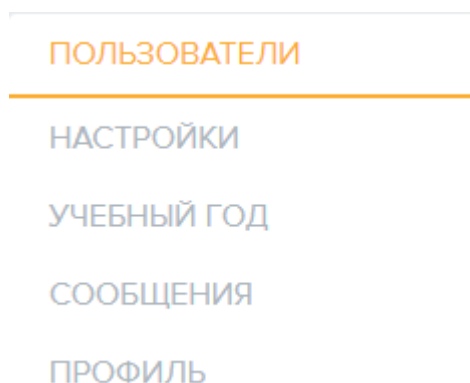 ПОЛЬЗОВАТЕЛИ
НАСТРОЙКИ
УЧЕБНЫЙ ГОД
СООБЩЕНИЯ
ПРОФИЛЬ